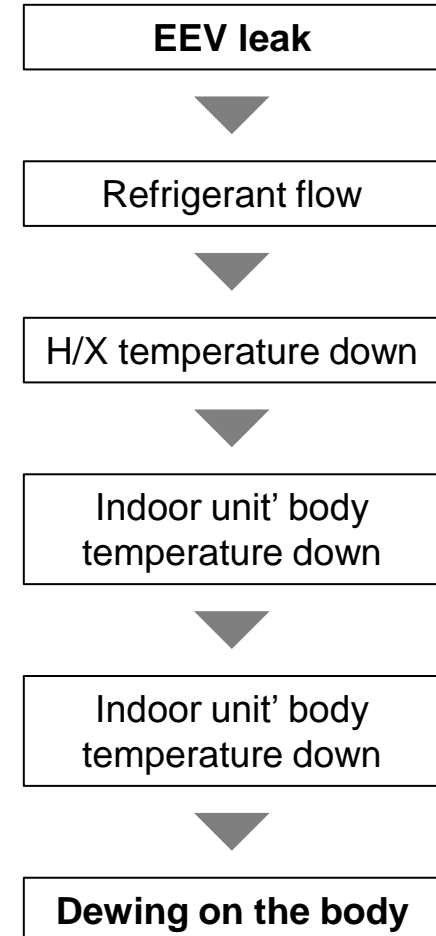 EEV leak
Refrigerant flow
H/X temperature down
Indoor unit’ body
temperature down
Indoor unit’ body
temperature down
Dewing on the body